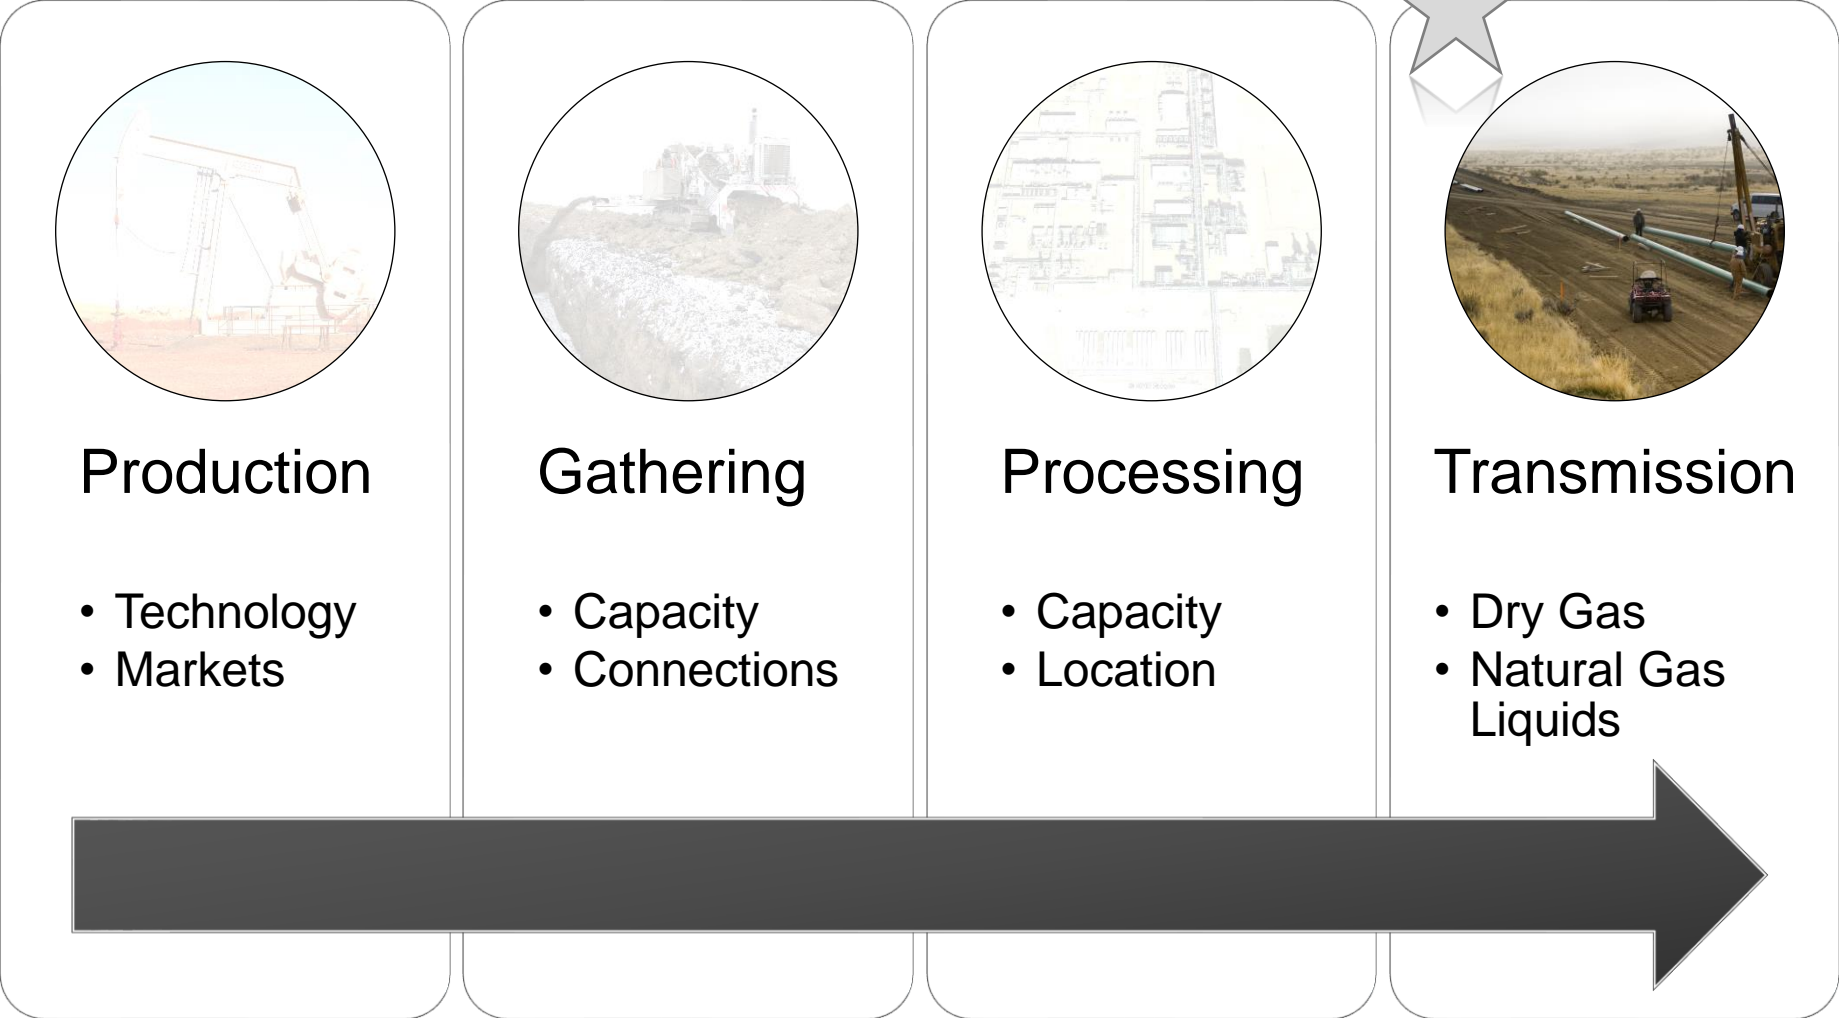 Production
• Technology
• Markets
Gathering
• Capacity
• Connections
Processing
• Capacity
• Location
Transmission
• Dry Gas
• Natural Gas
Liquids